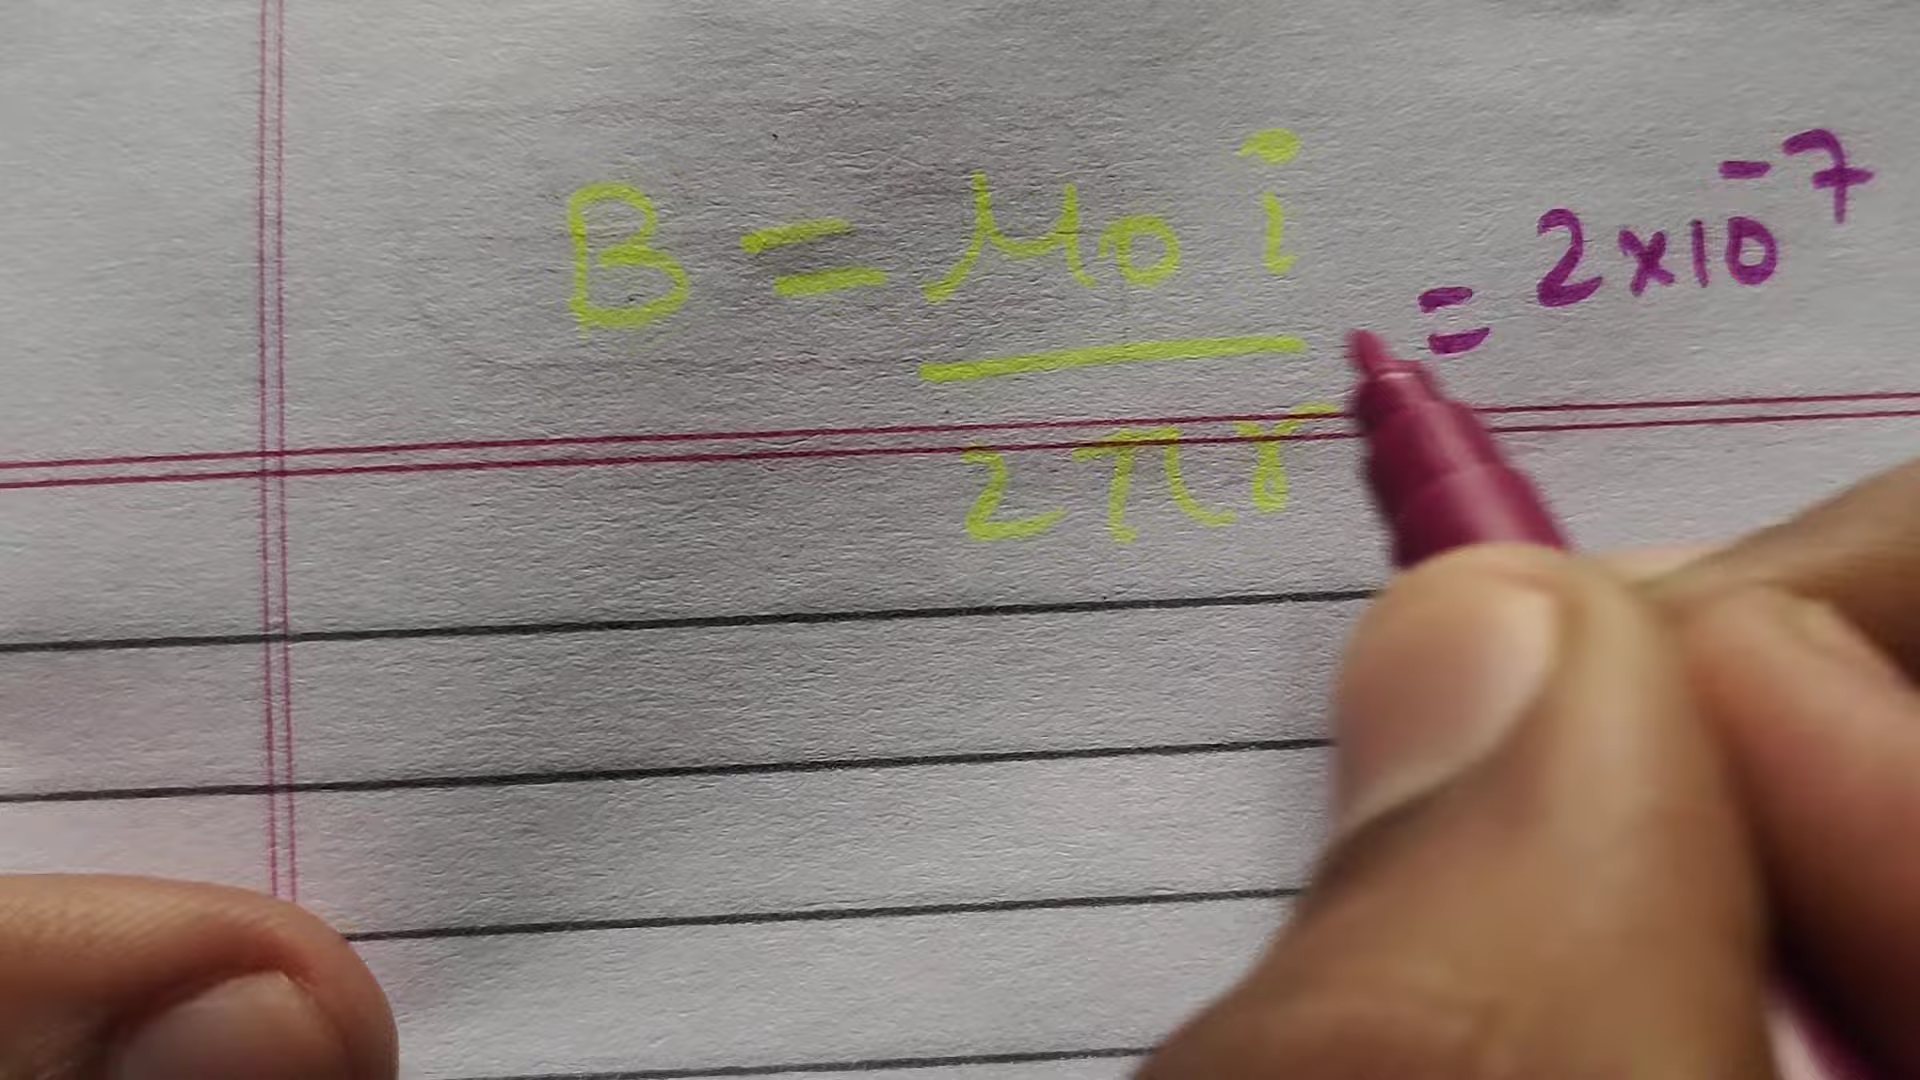 B = μ₀ i / 2πr = 2×10⁻⁷